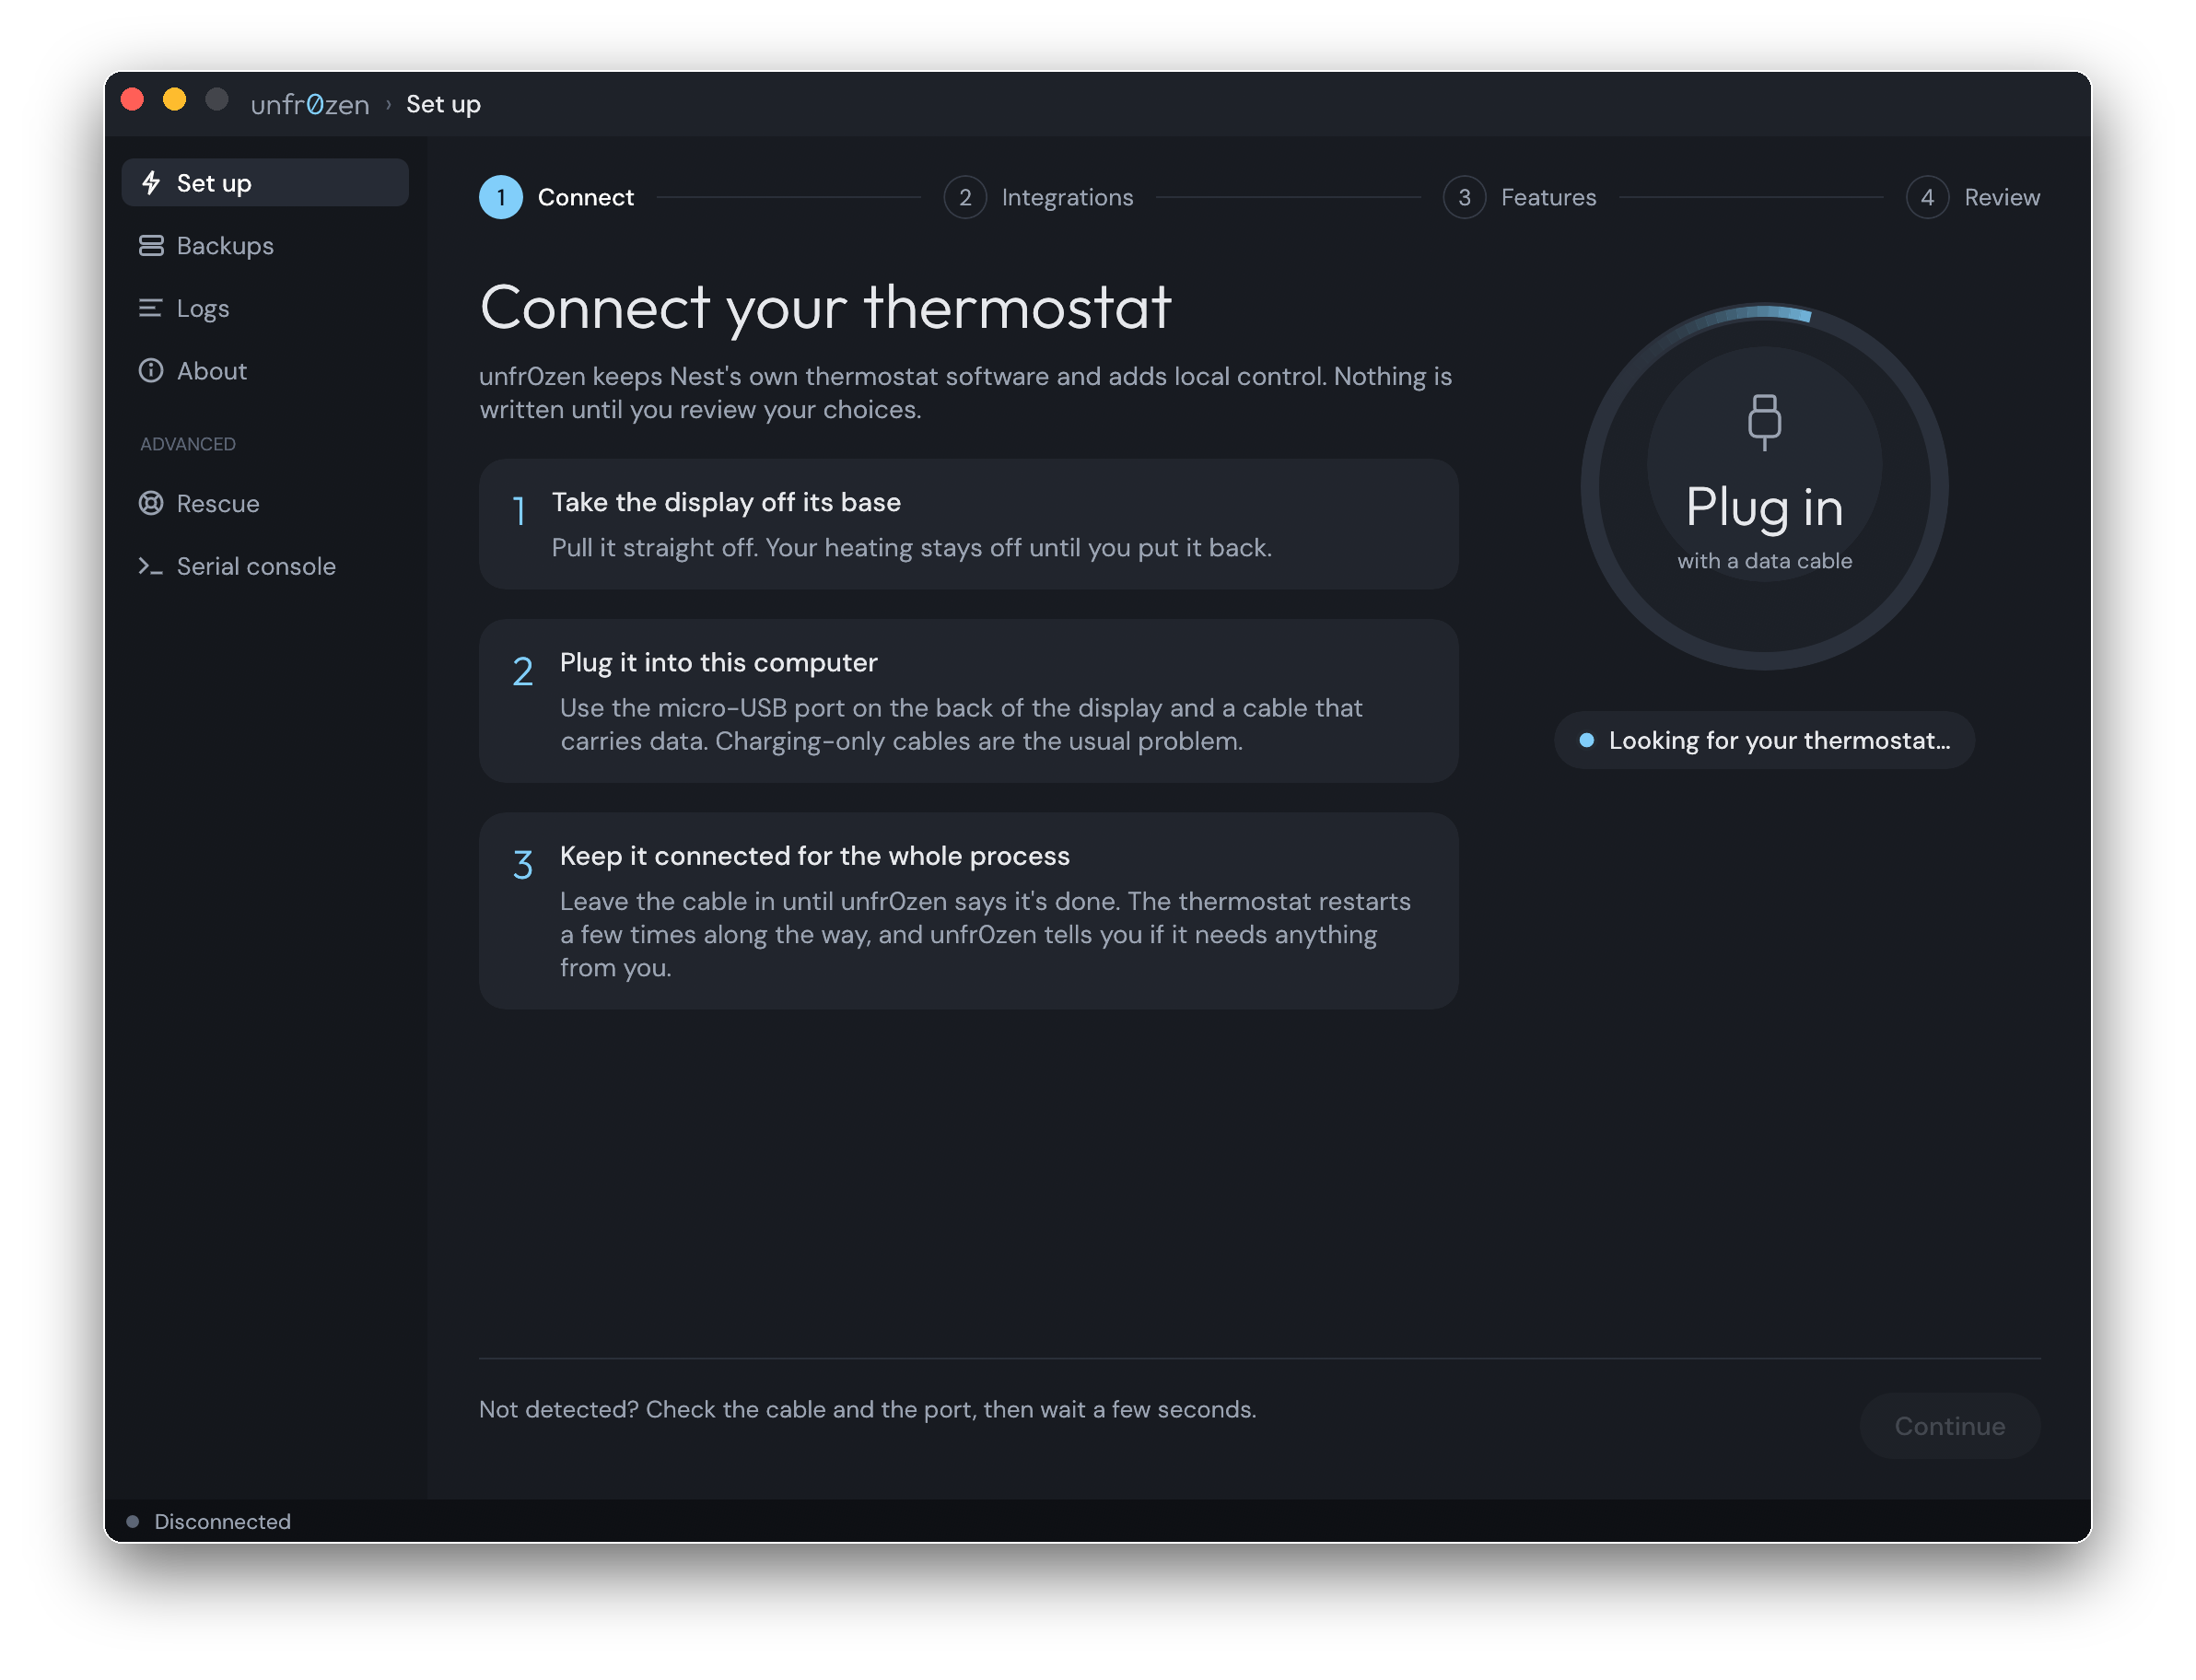 unfr0zen › Set up
Set up
Backups
Logs
About
ADVANCED
Rescue
Serial console
1 Connect
2 Integrations
3 Features
4 Review
Connect your thermostat
unfr0zen keeps Nest's own thermostat software and adds local control. Nothing is
written until you review your choices.
1 Take the display off its base
Pull it straight off. Your heating stays off until you put it back.
2 Plug it into this computer
Use the micro-USB port on the back of the display and a cable that
carries data. Charging-only cables are the usual problem.
3 Keep it connected for the whole process
Leave the cable in until unfr0zen says it's done. The thermostat restarts
a few times along the way, and unfr0zen tells you if it needs anything
from you.
Plug in
with a data cable
Looking for your thermostat…
Not detected? Check the cable and the port, then wait a few seconds.
Continue
Disconnected